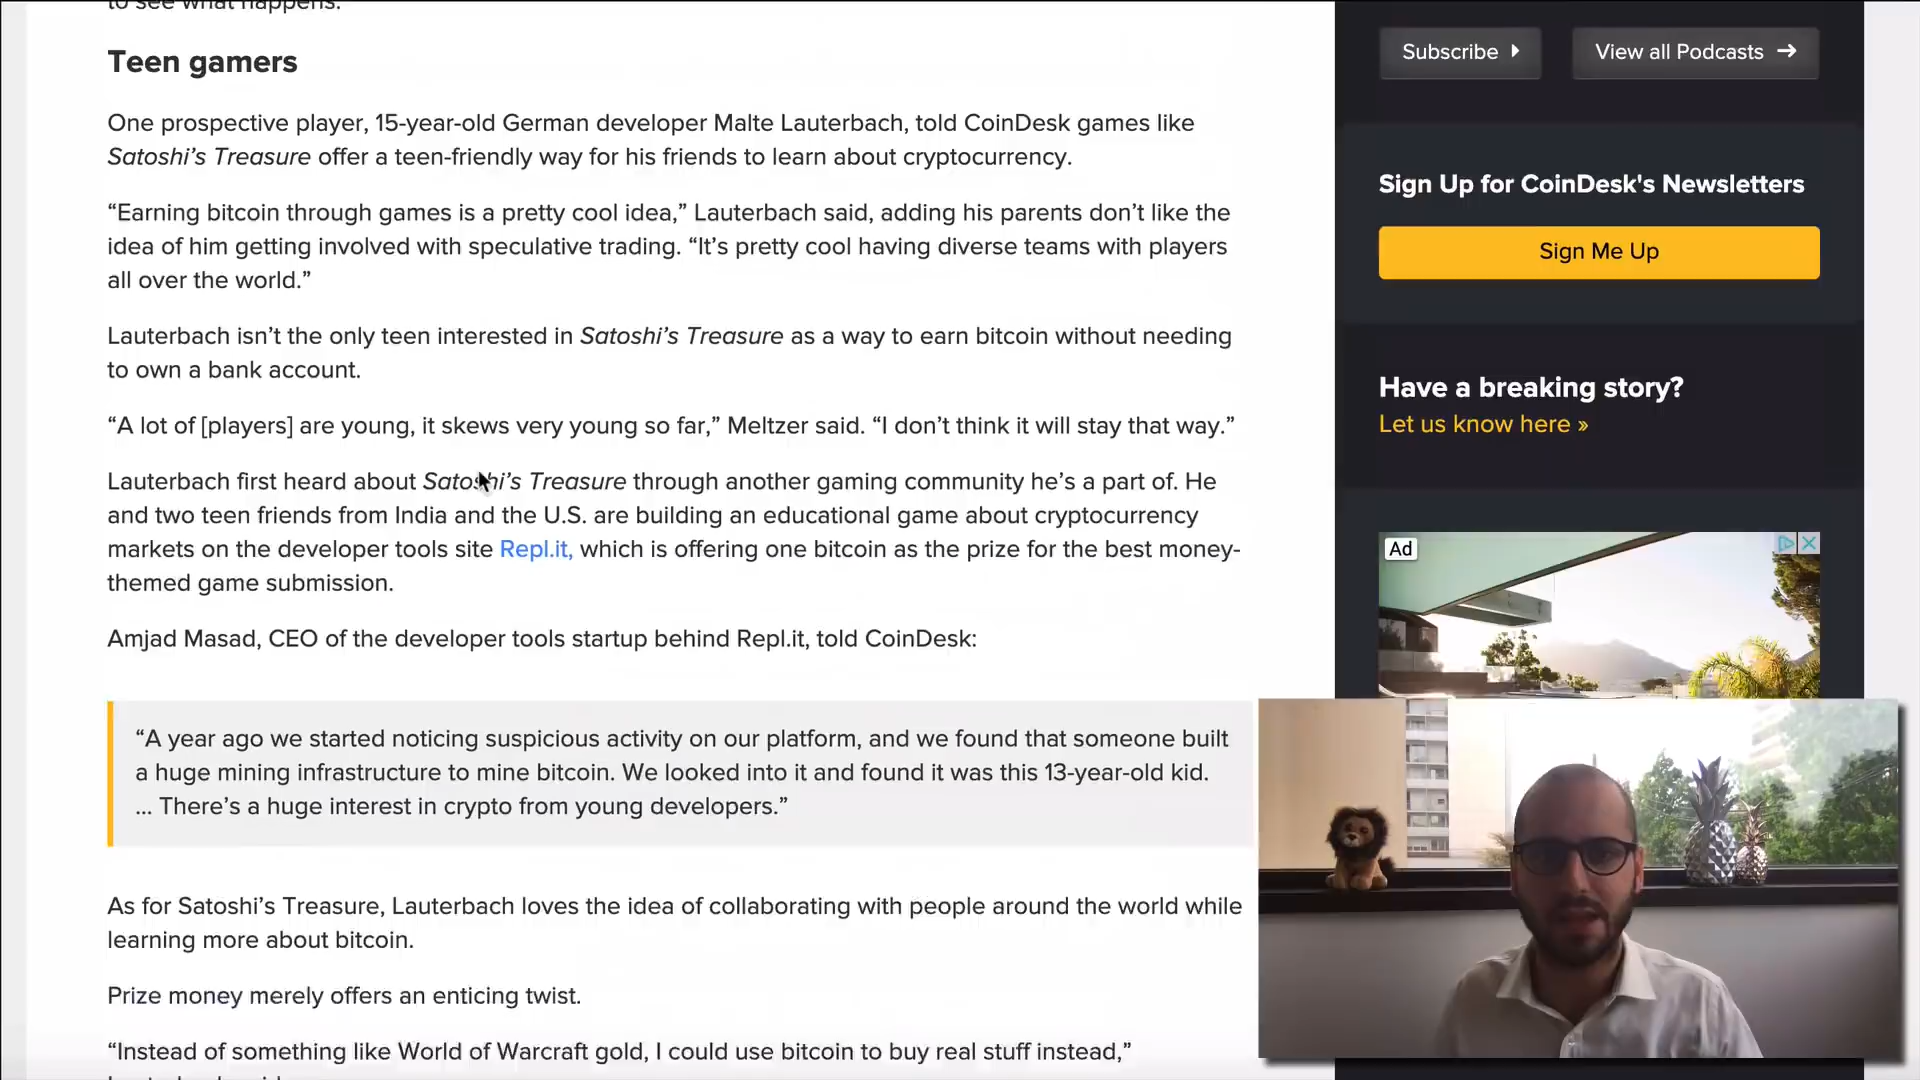 to see what happens.
Teen gamers
One prospective player, 15-year-old German developer Malte Lauterbach, told CoinDesk games like
Satoshi’s Treasure offer a teen-friendly way for his friends to learn about cryptocurrency.
“Earning bitcoin through games is a pretty cool idea,” Lauterbach said, adding his parents don’t like the
idea of him getting involved with speculative trading. “It’s pretty cool having diverse teams with players
all over the world.”
Lauterbach isn’t the only teen interested in Satoshi’s Treasure as a way to earn bitcoin without needing
to own a bank account.
“A lot of [players] are young, it skews very young so far,” Meltzer said. “I don’t think it will stay that way.”
Lauterbach first heard about Satoshi’s Treasure through another gaming community he’s a part of. He
and two teen friends from India and the U.S. are building an educational game about cryptocurrency
markets on the developer tools site Repl.it, which is offering one bitcoin as the prize for the best money-
themed game submission.
Amjad Masad, CEO of the developer tools startup behind Repl.it, told CoinDesk:
“A year ago we started noticing suspicious activity on our platform, and we found that someone built
a huge mining infrastructure to mine bitcoin. We looked into it and found it was this 13-year-old kid.
… There’s a huge interest in crypto from young developers.”
As for Satoshi’s Treasure, Lauterbach loves the idea of collaborating with people around the world while
learning more about bitcoin.
Prize money merely offers an enticing twist.
“Instead of something like World of Warcraft gold, I could use bitcoin to buy real stuff instead,”
Subscribe
View all Podcasts
Sign Up for CoinDesk's Newsletters
Sign Me Up
Have a breaking story?
Let us know here »
Ad